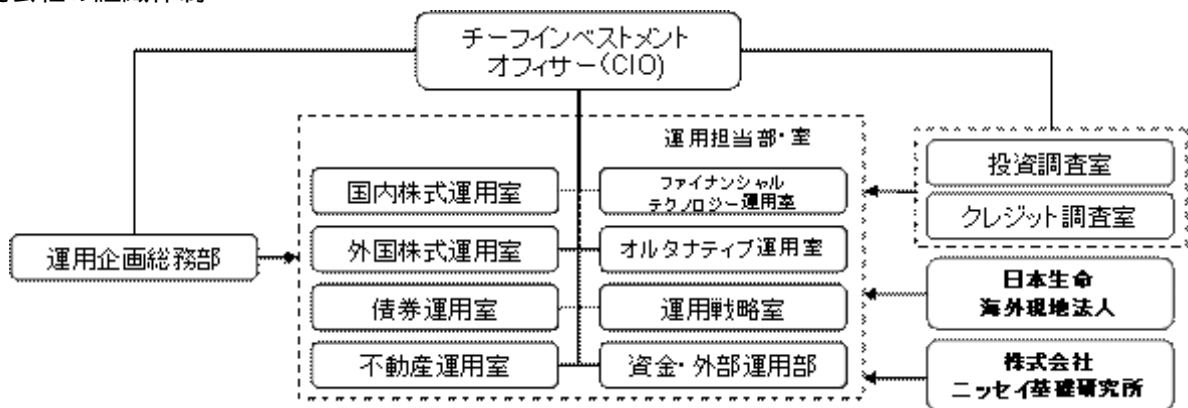 チーフインベストメント
オフィサー(CIO)
運用担当部・室
国内株式運用室
ファイナンシャル
テクノロジー運用室
投資調査室
クレジット調査室
運用企画総務部
外国株式運用室
オルタナティブ運用室
債券運用室
運用戦略室
日本生命
海外現地法人
不動産運用室
資金・外部運用部
株式会社
ニッセイ基礎研究所